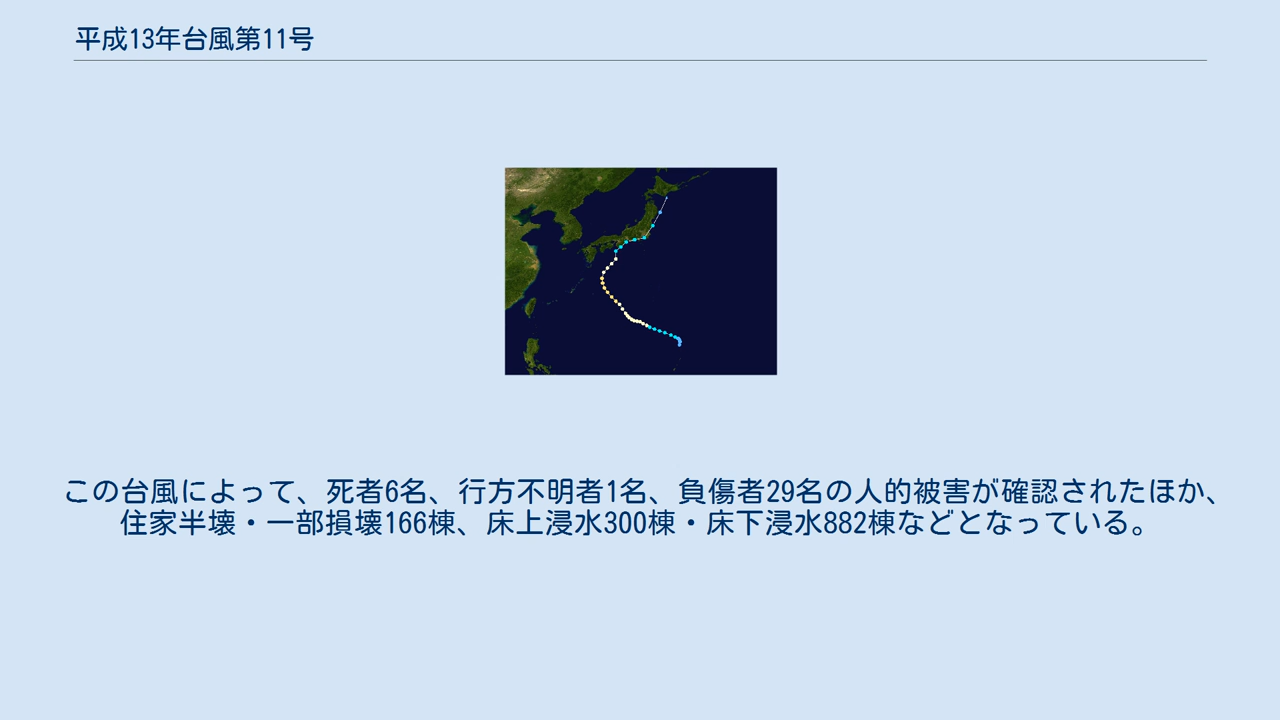 平成13年台風第11号
この台風によって、死者6名、行方不明者1名、負傷者29名の人的被害が確認されたほか、
住家半壊・一部損壊166棟、床上浸水300棟・床下浸水882棟などとなっている。